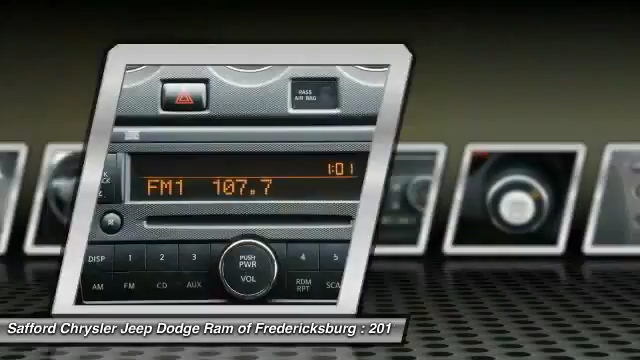 PASS
AIR BAG
1:01
FM1 107.7
DISP 1 2 3 PUSH PWR 4 5
AM FM CD AUX VOL RDM RPT
Safford Chrysler Jeep Dodge Ram of Fredericksburg : 201